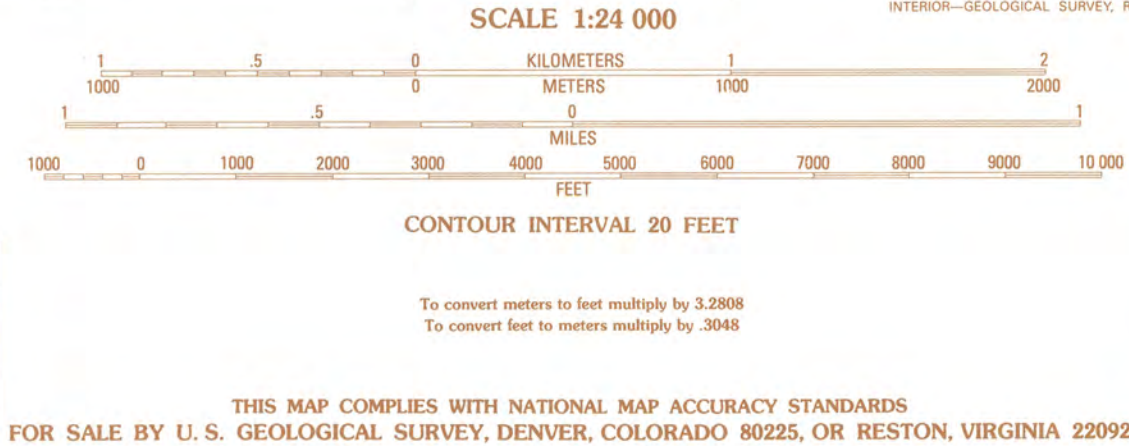 INTERIOR—GEOLOGICAL SURVEY, R
SCALE 1:24 000
1 .5 0 KILOMETERS 1 2
1000 0 METERS 1000 2000
1 .5 0 1
MILES
1000 0 1000 2000 3000 4000 5000 6000 7000 8000 9000 10 000
FEET
CONTOUR INTERVAL 20 FEET
To convert meters to feet multiply by 3.2808
To convert feet to meters multiply by .3048
THIS MAP COMPLIES WITH NATIONAL MAP ACCURACY STANDARDS
FOR SALE BY U. S. GEOLOGICAL SURVEY, DENVER, COLORADO 80225, OR RESTON, VIRGINIA 22092